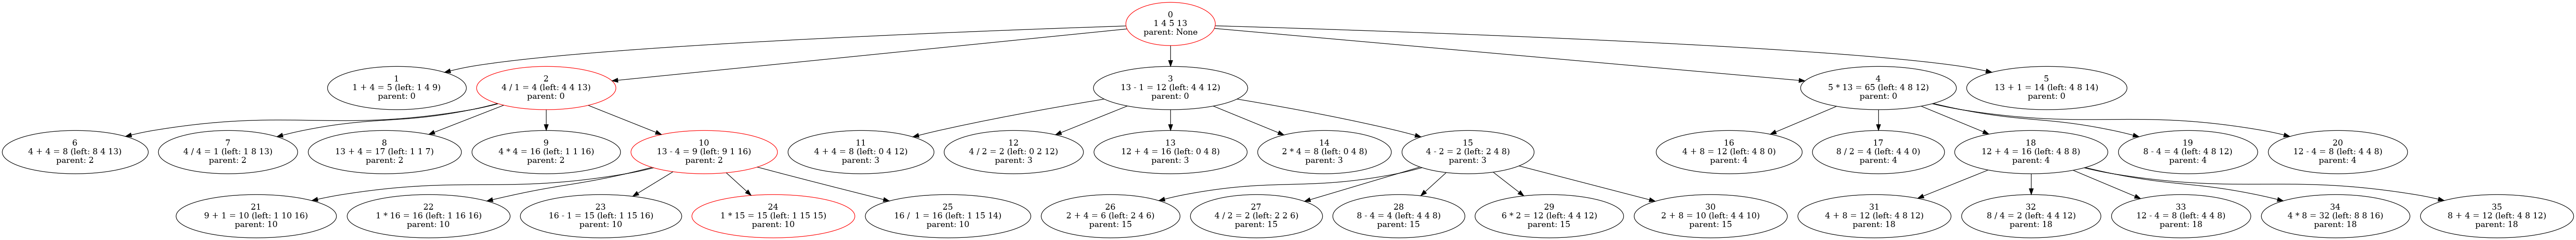 0
1 4 5 13
parent: None
1
1 + 4 = 5 (left: 1 4 9)
parent: 0
2
4 / 1 = 4 (left: 4 4 13)
parent: 0
3
13 - 1 = 12 (left: 4 4 12)
parent: 0
4
5 * 13 = 65 (left: 4 8 12)
parent: 0
5
13 + 1 = 14 (left: 4 8 14)
parent: 0
6
4 + 4 = 8 (left: 8 4 13)
parent: 2
7
4 / 4 = 1 (left: 1 8 13)
parent: 2
8
13 + 4 = 17 (left: 1 1 7)
parent: 2
9
4 * 4 = 16 (left: 1 1 16)
parent: 2
10
13 - 4 = 9 (left: 9 1 16)
parent: 2
11
4 + 4 = 8 (left: 0 4 12)
parent: 3
12
4 / 2 = 2 (left: 0 2 12)
parent: 3
13
12 + 4 = 16 (left: 0 4 8)
parent: 3
14
2 * 4 = 8 (left: 0 4 8)
parent: 3
15
4 - 2 = 2 (left: 2 4 8)
parent: 3
16
4 + 8 = 12 (left: 4 8 0)
parent: 4
17
8 / 2 = 4 (left: 4 4 0)
parent: 4
18
12 + 4 = 16 (left: 4 8 8)
parent: 4
19
8 - 4 = 4 (left: 4 8 12)
parent: 4
20
12 - 4 = 8 (left: 4 4 8)
parent: 4
21
9 + 1 = 10 (left: 1 10 16)
parent: 10
22
1 * 16 = 16 (left: 1 16 16)
parent: 10
23
16 - 1 = 15 (left: 1 15 16)
parent: 10
24
1 * 15 = 15 (left: 1 15 15)
parent: 10
25
16 / 1 = 16 (left: 1 15 14)
parent: 10
26
2 + 4 = 6 (left: 2 4 6)
parent: 15
27
4 / 2 = 2 (left: 2 2 6)
parent: 15
28
8 - 4 = 4 (left: 4 4 8)
parent: 15
29
6 * 2 = 12 (left: 4 4 12)
parent: 15
30
2 + 8 = 10 (left: 4 4 10)
parent: 15
31
4 + 8 = 12 (left: 4 8 12)
parent: 18
32
8 / 4 = 2 (left: 4 4 12)
parent: 18
33
12 - 4 = 8 (left: 4 4 8)
parent: 18
34
4 * 8 = 32 (left: 8 8 16)
parent: 18
35
8 + 4 = 12 (left: 4 8 12)
parent: 18